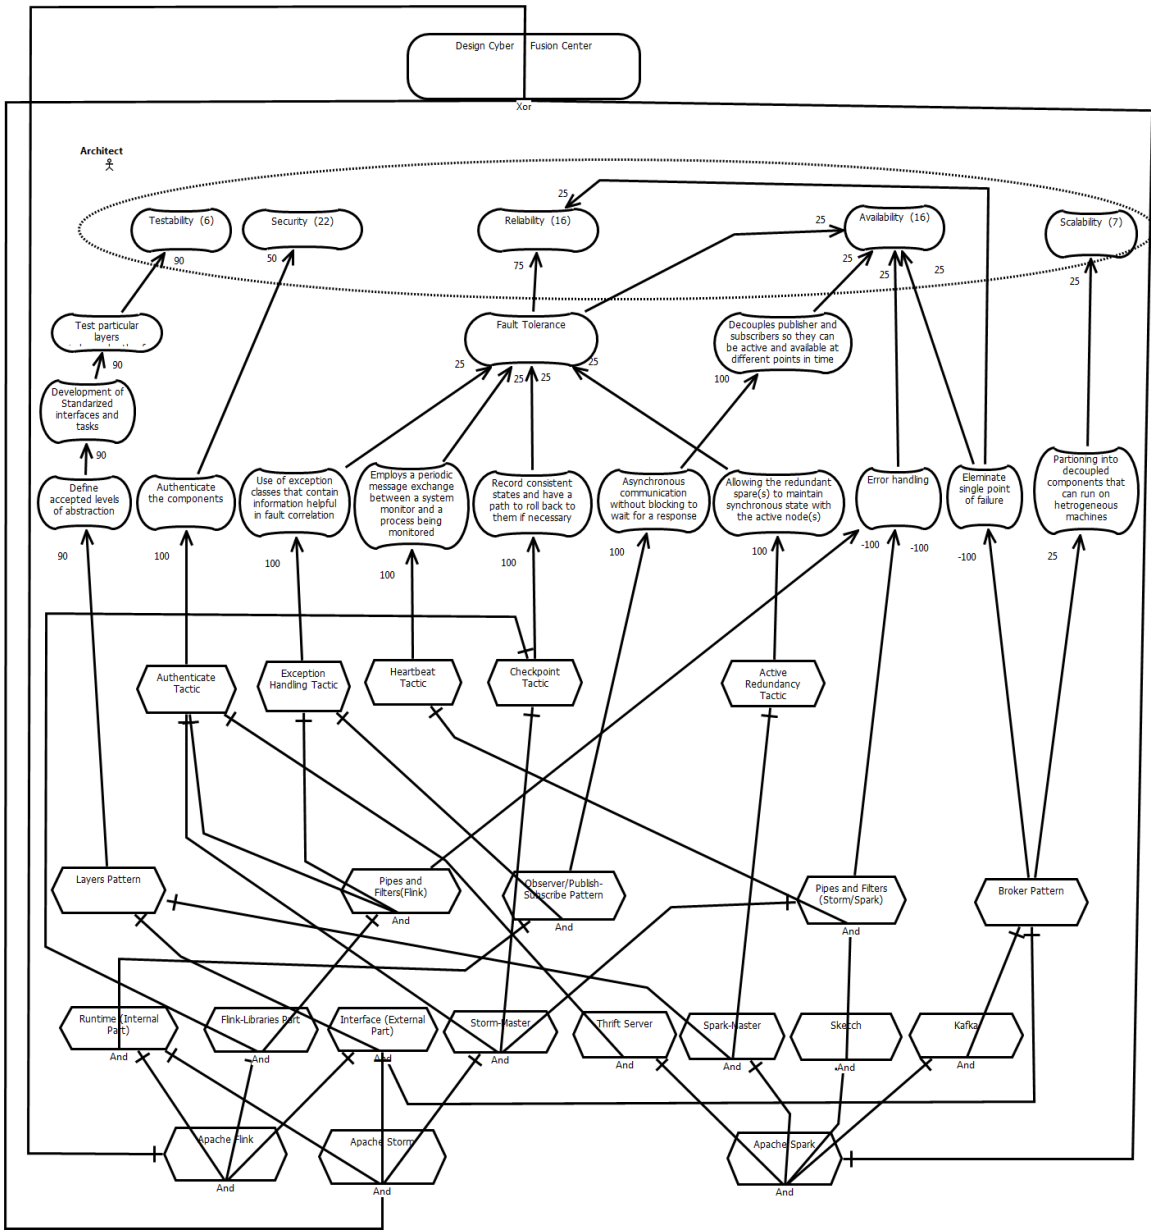 Design Cyber Fusion Center
Xor
Architect
Testability (6)
Security (22)
Reliability (16)
Availability (16)
Scalability (7)
25
25
90
50
75
25
25
25
25
Test particular
layers
Fault Tolerance
Decouples publisher and
subscribers so they can
be active and available at
different points in time
90
25
25
25
25
100
Development of
Standarized
interfaces and
tasks
90
Define
accepted levels
of abstraction
Authenticate
the components
Use of exception
classes that contain
information helpful
in fault correlation
Employs a periodic
message exchange
between a system
monitor and a
process being
monitored
Record consistent
states and have a
path to roll back to
them if necessary
Asynchronous
communication
without blocking to
wait for a response
Allowing the redundant
spare(s) to maintain
synchronous state with
the active node(s)
Error handling
Eleminate
single point
of failure
Partioning into
decoupled
components that
can run on
hetrogeneous
machines
90
100
100
100
100
100
100
-100
-100
-100
25
Authenticate
Tactic
Exception
Handling Tactic
Heartbeat
Tactic
Checkpoint
Tactic
Active
Redundancy
Tactic
Layers Pattern
Pipes and
Filters(Flink)
And
Observer/Publish-
Subscribe Pattern
And
Pipes and Filters
(Storm/Spark)
And
Broker Pattern
Runtime (Internal
Part)
And
Flink-Libraries Part
And
Interface (External
Part)
And
Storm-Master
And
Thrift Server
And
Spark-Master
And
Sketch
And
Kafka
And
Apache Flink
And
Apache Storm
And
Apache Spark
And